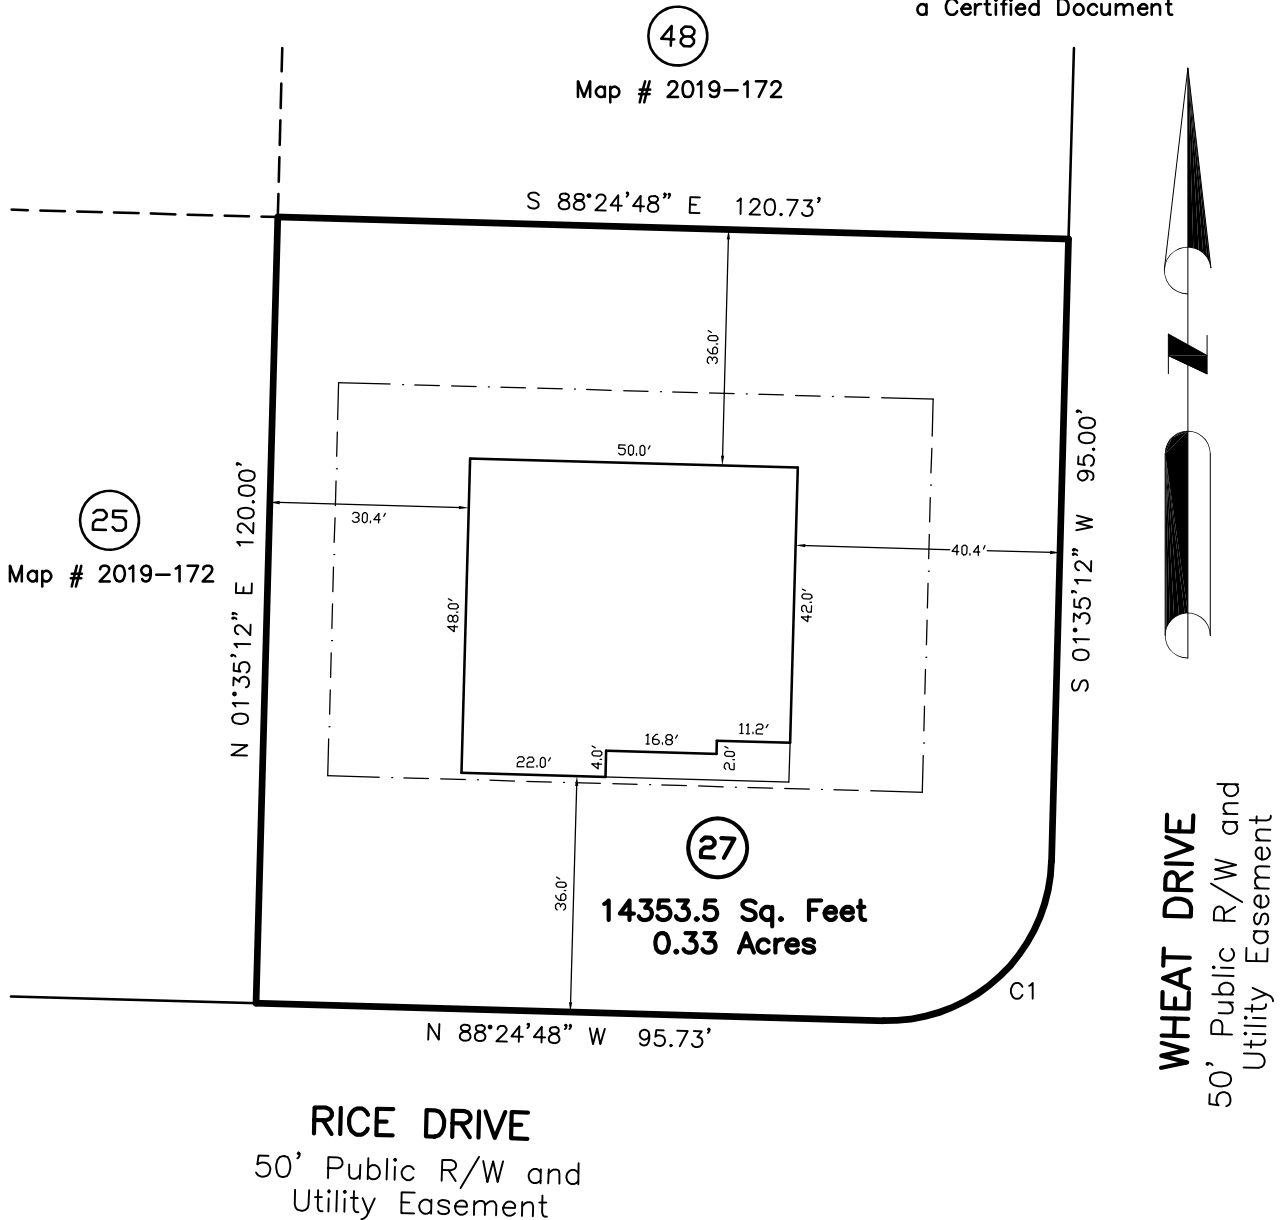 a Certified Document
48
Map # 2019-172
S 88°24'48" E 120.73'
36.0'
50.0'
30.4'
40.4'
48.0'
42.0'
25
Map # 2019-172
N 01°35'12" E 120.00'
S 01°35'12" W 95.00'
N
11.2'
16.8'
22.0'
4.0'
2.0'
36.0'
27
14353.5 Sq. Feet
0.33 Acres
C1
N 88°24'48" W 95.73'
WHEAT DRIVE
50' Public R/W and
Utility Easement
RICE DRIVE
50' Public R/W and
Utility Easement